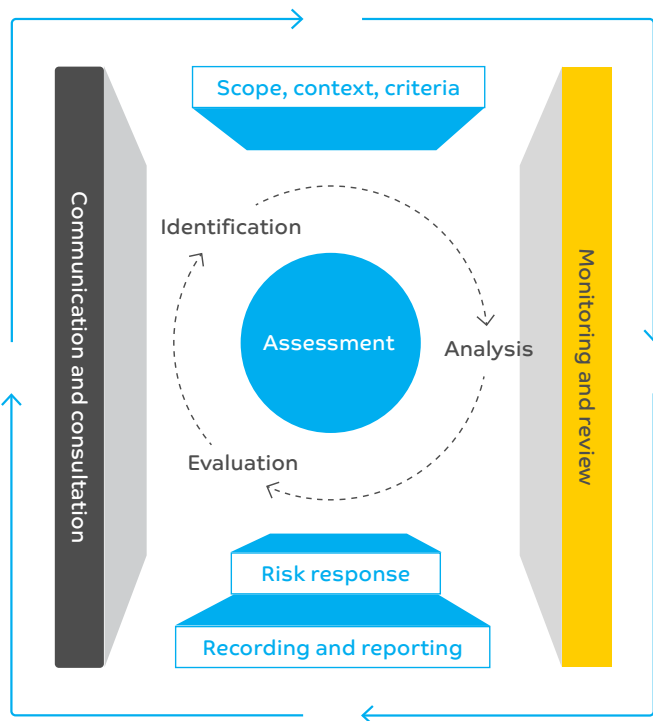 Scope, context, criteria
Communication and consultation
Identification
Assessment
Analysis
Monitoring and review
Evaluation
Risk response
Recording and reporting